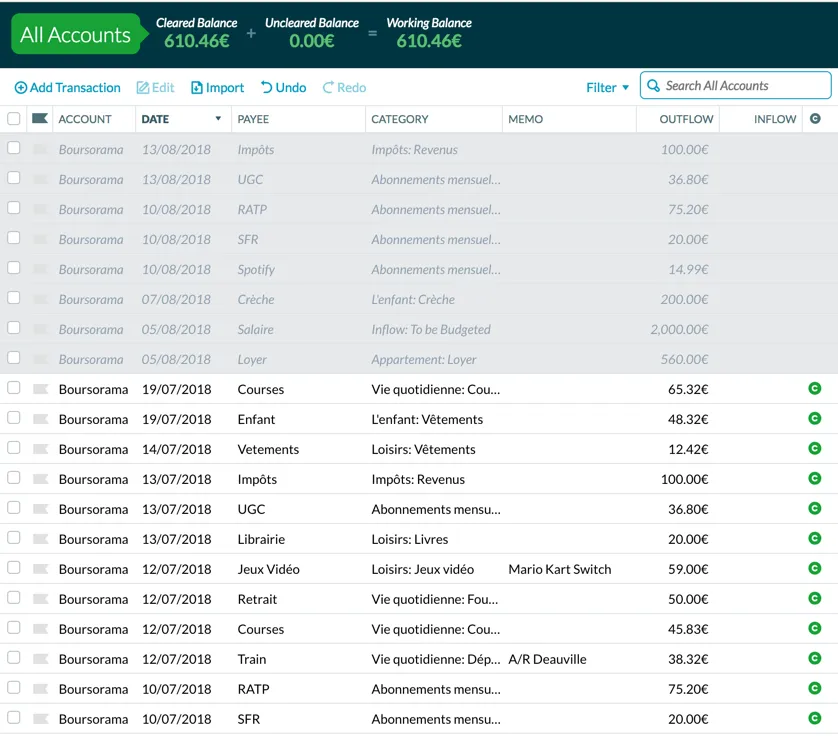 All Accounts
Cleared Balance 610.46€ + Uncleared Balance 0.00€ = Working Balance 610.46€
Add Transaction Edit Import Undo Redo Filter Search All Accounts
ACCOUNT DATE PAYEE CATEGORY MEMO OUTFLOW INFLOW C
Boursorama 13/08/2018 Impôts Impôts: Revenus 100.00€
Boursorama 13/08/2018 UGC Abonnements mensuel... 36.80€
Boursorama 10/08/2018 RATP Abonnements mensuel... 75.20€
Boursorama 10/08/2018 SFR Abonnements mensuel... 20.00€
Boursorama 10/08/2018 Spotify Abonnements mensuel... 14.99€
Boursorama 07/08/2018 Crèche L'enfant: Crèche 200.00€
Boursorama 05/08/2018 Salaire Inflow: To be Budgeted 2,000.00€
Boursorama 05/08/2018 Loyer Appartement: Loyer 560.00€
Boursorama 19/07/2018 Courses Vie quotidienne: Cou... 65.32€ C
Boursorama 19/07/2018 Enfant L'enfant: Vêtements 48.32€ C
Boursorama 14/07/2018 Vetements Loisirs: Vêtements 12.42€ C
Boursorama 13/07/2018 Impôts Impôts: Revenus 100.00€ C
Boursorama 13/07/2018 UGC Abonnements mensu... 36.80€ C
Boursorama 13/07/2018 Librairie Loisirs: Livres 20.00€ C
Boursorama 12/07/2018 Jeux Vidéo Loisirs: Jeux vidéo Mario Kart Switch 59.00€ C
Boursorama 12/07/2018 Retrait Vie quotidienne: Fou... 50.00€ C
Boursorama 12/07/2018 Courses Vie quotidienne: Cou... 45.83€ C
Boursorama 12/07/2018 Train Vie quotidienne: Dép... A/R Deauville 38.32€ C
Boursorama 10/07/2018 RATP Abonnements mensu... 75.20€ C
Boursorama 10/07/2018 SFR Abonnements mensu... 20.00€ C